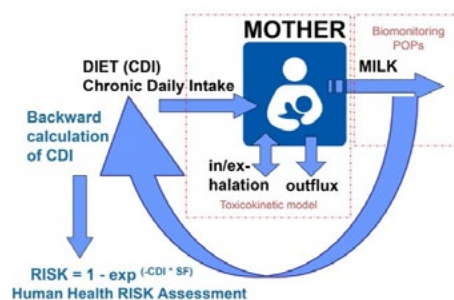 MOTHER
Biomonitoring
POPs
DIET (CDI)
Chronic Daily Intake
MILK
Backward
calculation
of CDI
in/ex-
halation
outflux
Toxicokinetic model
RISK = 1 - exp (-CDI * SF)
Human Health RISK Assessment